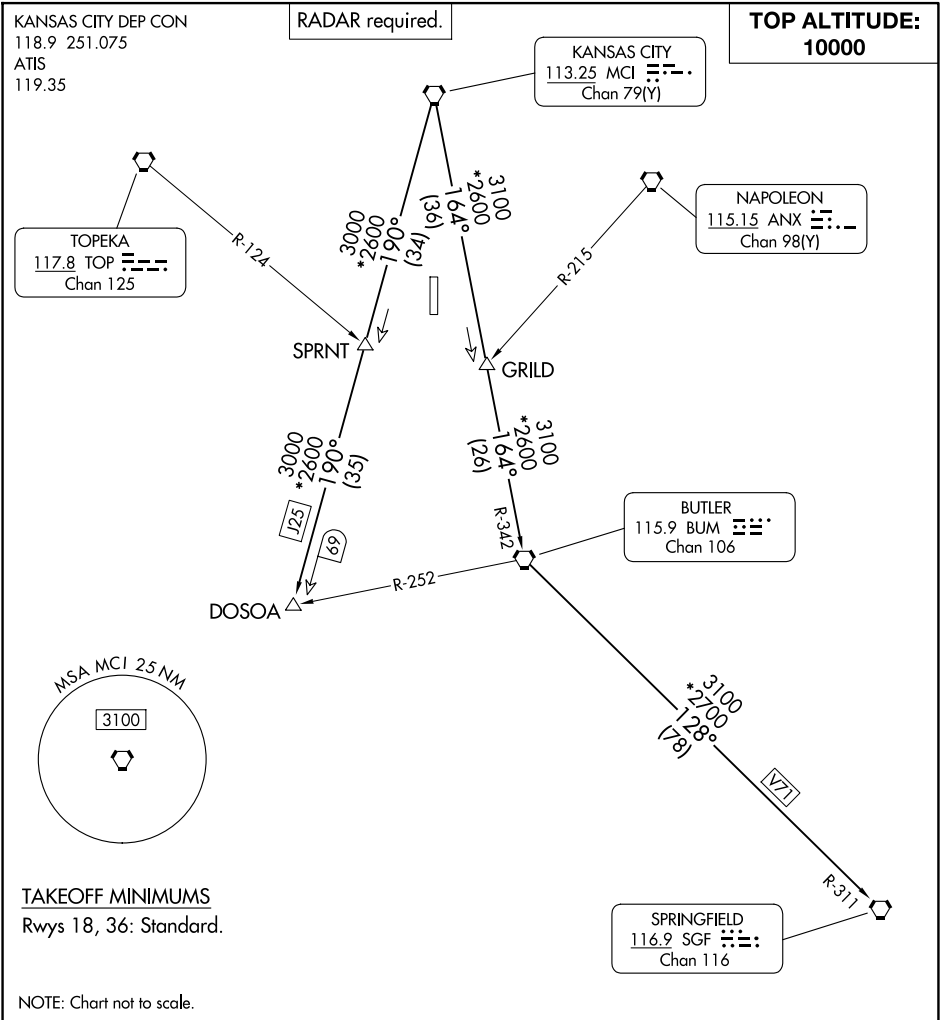 KANSAS CITY DEP CON
118.9 251.075
ATIS
119.35
RADAR required.
TOP ALTITUDE:
10000
KANSAS CITY
113.25 MCI
Chan 79(Y)
TOPEKA
117.8 TOP
Chan 125
NAPOLEON
115.15 ANX
Chan 98(Y)
R-124
R-215
3000
*2600
190°
(34)
3100
*2600
164°
(36)
SPRNT
GRILD
3000
*2600
190°
(35)
3100
*2600
164°
(26)
J25
69
R-342
BUTLER
115.9 BUM
Chan 106
R-252
DOSOA
MSA MCI 25 NM
3100
3100
*2700
128°
(78)
V71
R-311
SPRINGFIELD
116.9 SGF
Chan 116
TAKEOFF MINIMUMS
Rwys 18, 36: Standard.
NOTE: Chart not to scale.